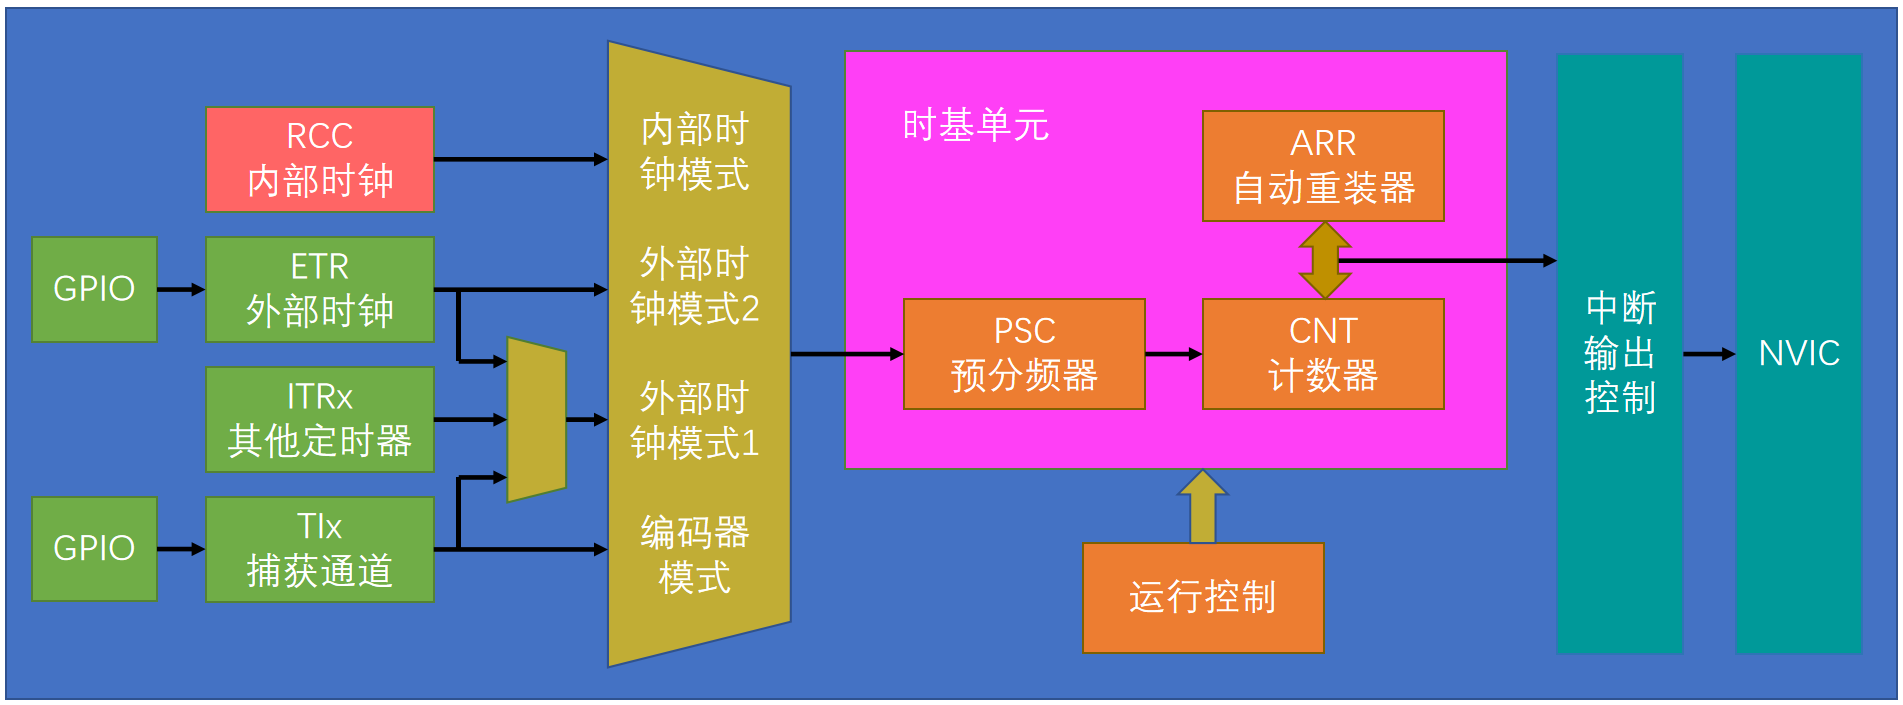 RCC
内部时钟
GPIO
ETR
外部时钟
ITRx
其他定时器
GPIO
TIx
捕获通道
内部时
钟模式
外部时
钟模式2
外部时
钟模式1
编码器
模式
时基单元
ARR
自动重装器
PSC
预分频器
CNT
计数器
运行控制
中断
输出
控制
NVIC